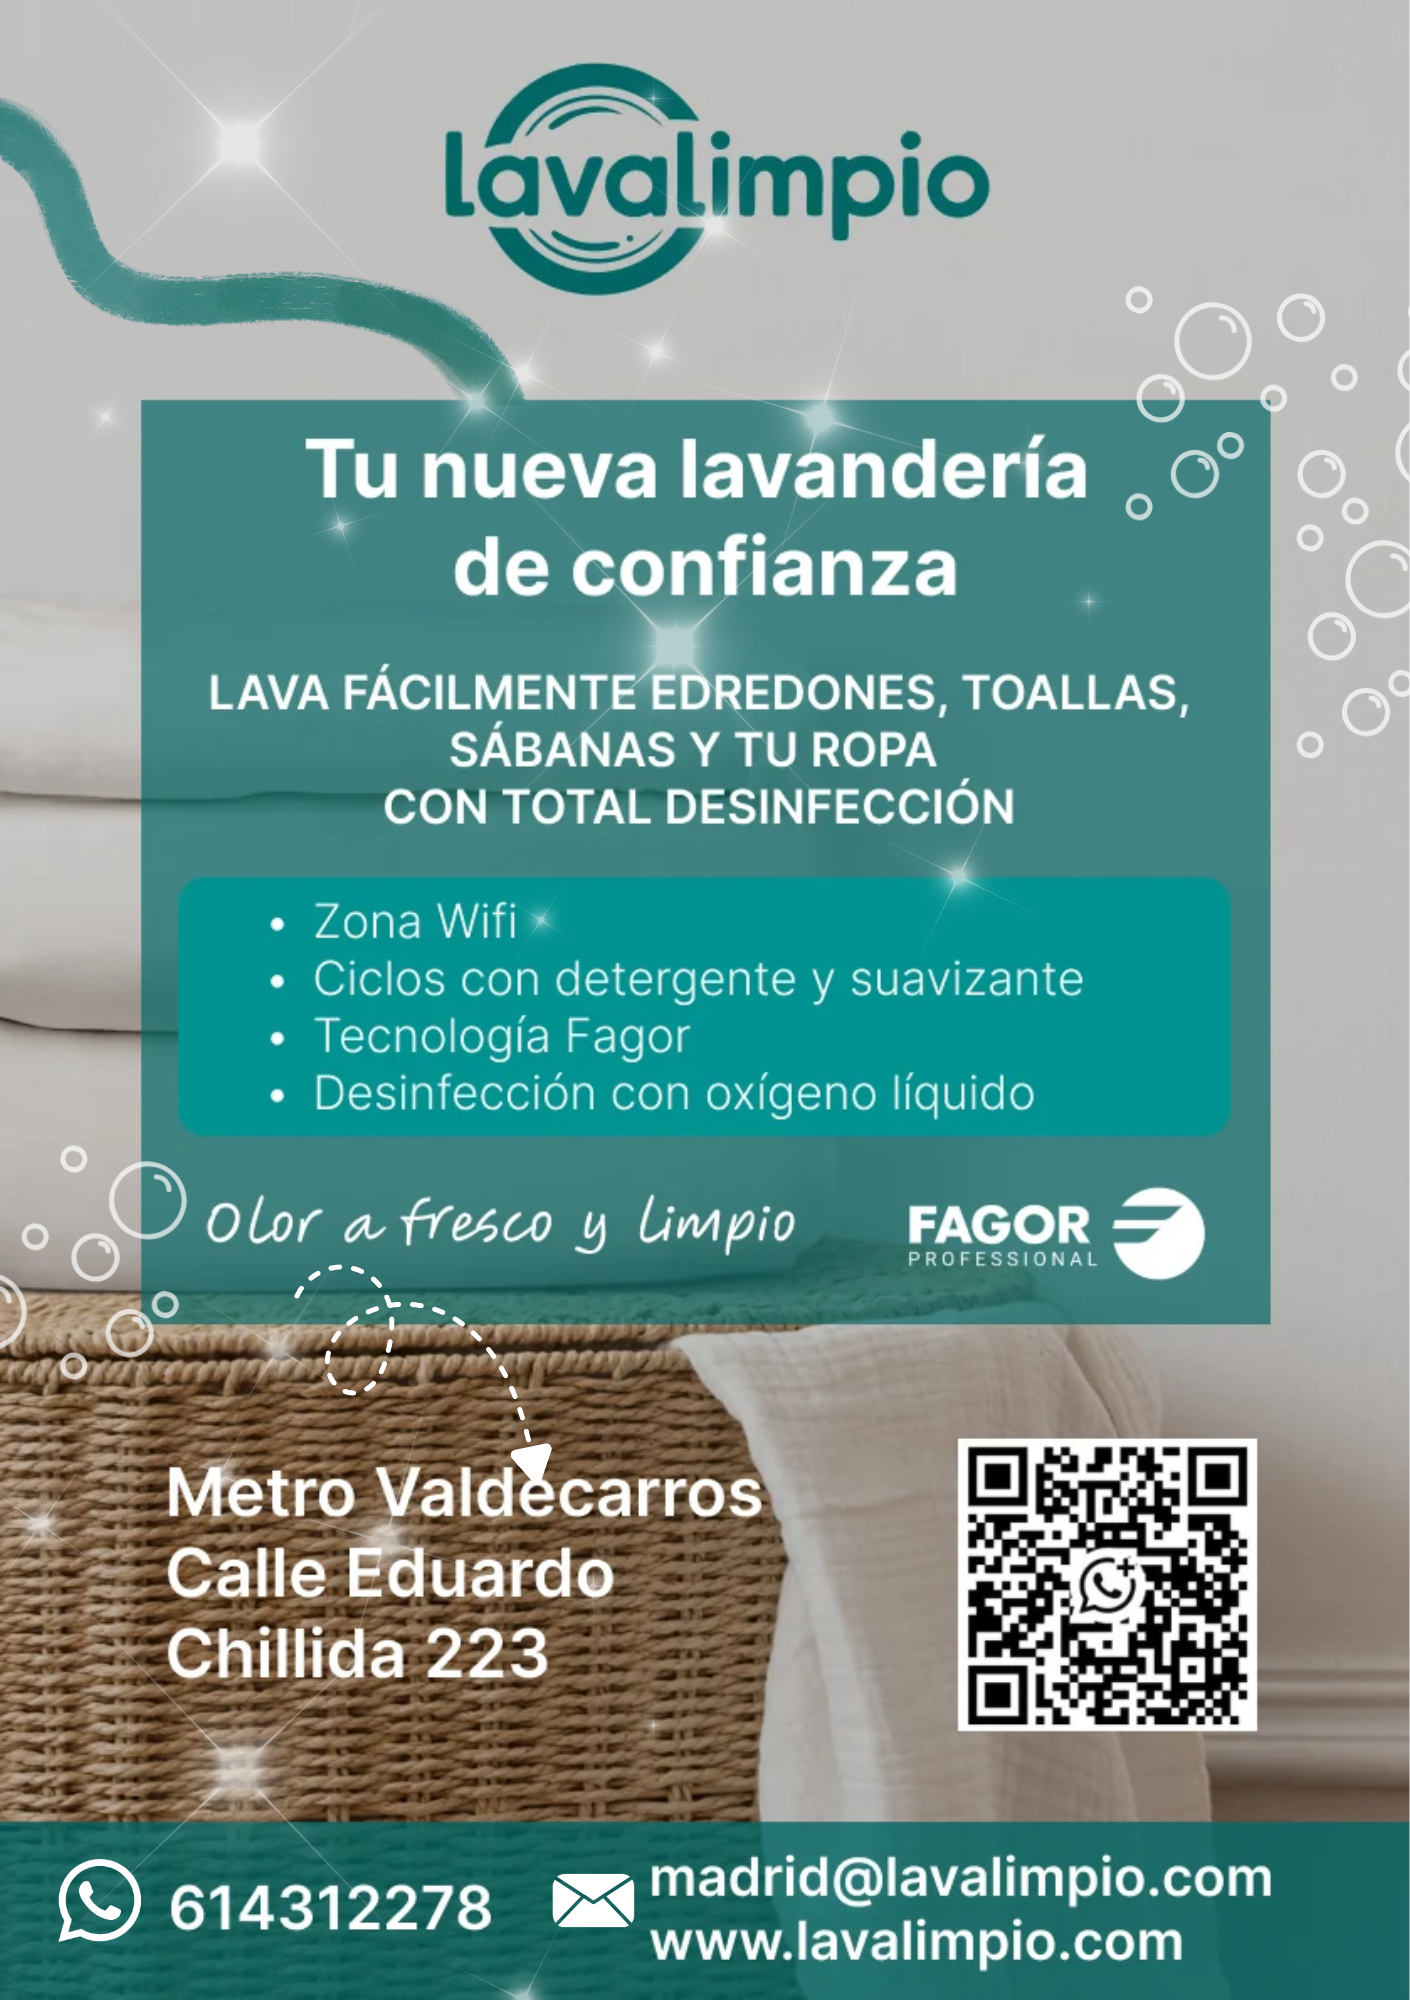 lavalimpio
Tu nueva lavandería
de confianza
LAVA FÁCILMENTE EDREDONES, TOALLAS,
SÁBANAS Y TU ROPA
CON TOTAL DESINFECCIÓN
• Zona Wifi
• Ciclos con detergente y suavizante
• Tecnología Fagor
• Desinfección con oxígeno líquido
Olor a fresco y limpio
FAGOR
PROFESSIONAL
Metro Valdecarros
Calle Eduardo
Chillida 223
614312278
madrid@lavalimpio.com
www.lavalimpio.com